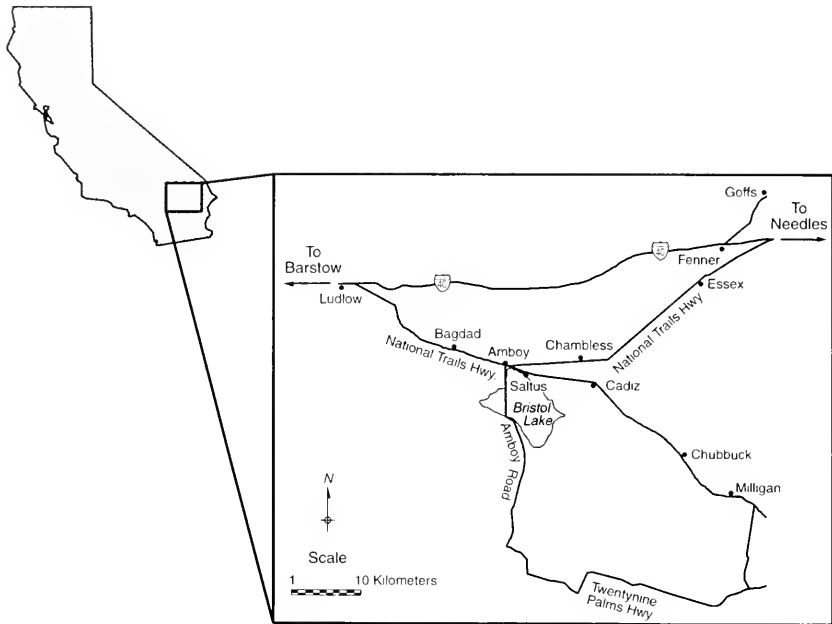 Goffs
To
Needles
40
Fenner
To
Barstow
40
Essex
Ludlow
National Trails Hwy
Bagdad
Amboy
Chambless
National Trails Hwy.
Saltus
Cadiz
Bristol
Lake
Amboy Road
Chubbuck
Milligan
N
Scale
1 10 Kilometers
Twentynine
Palms Hwy